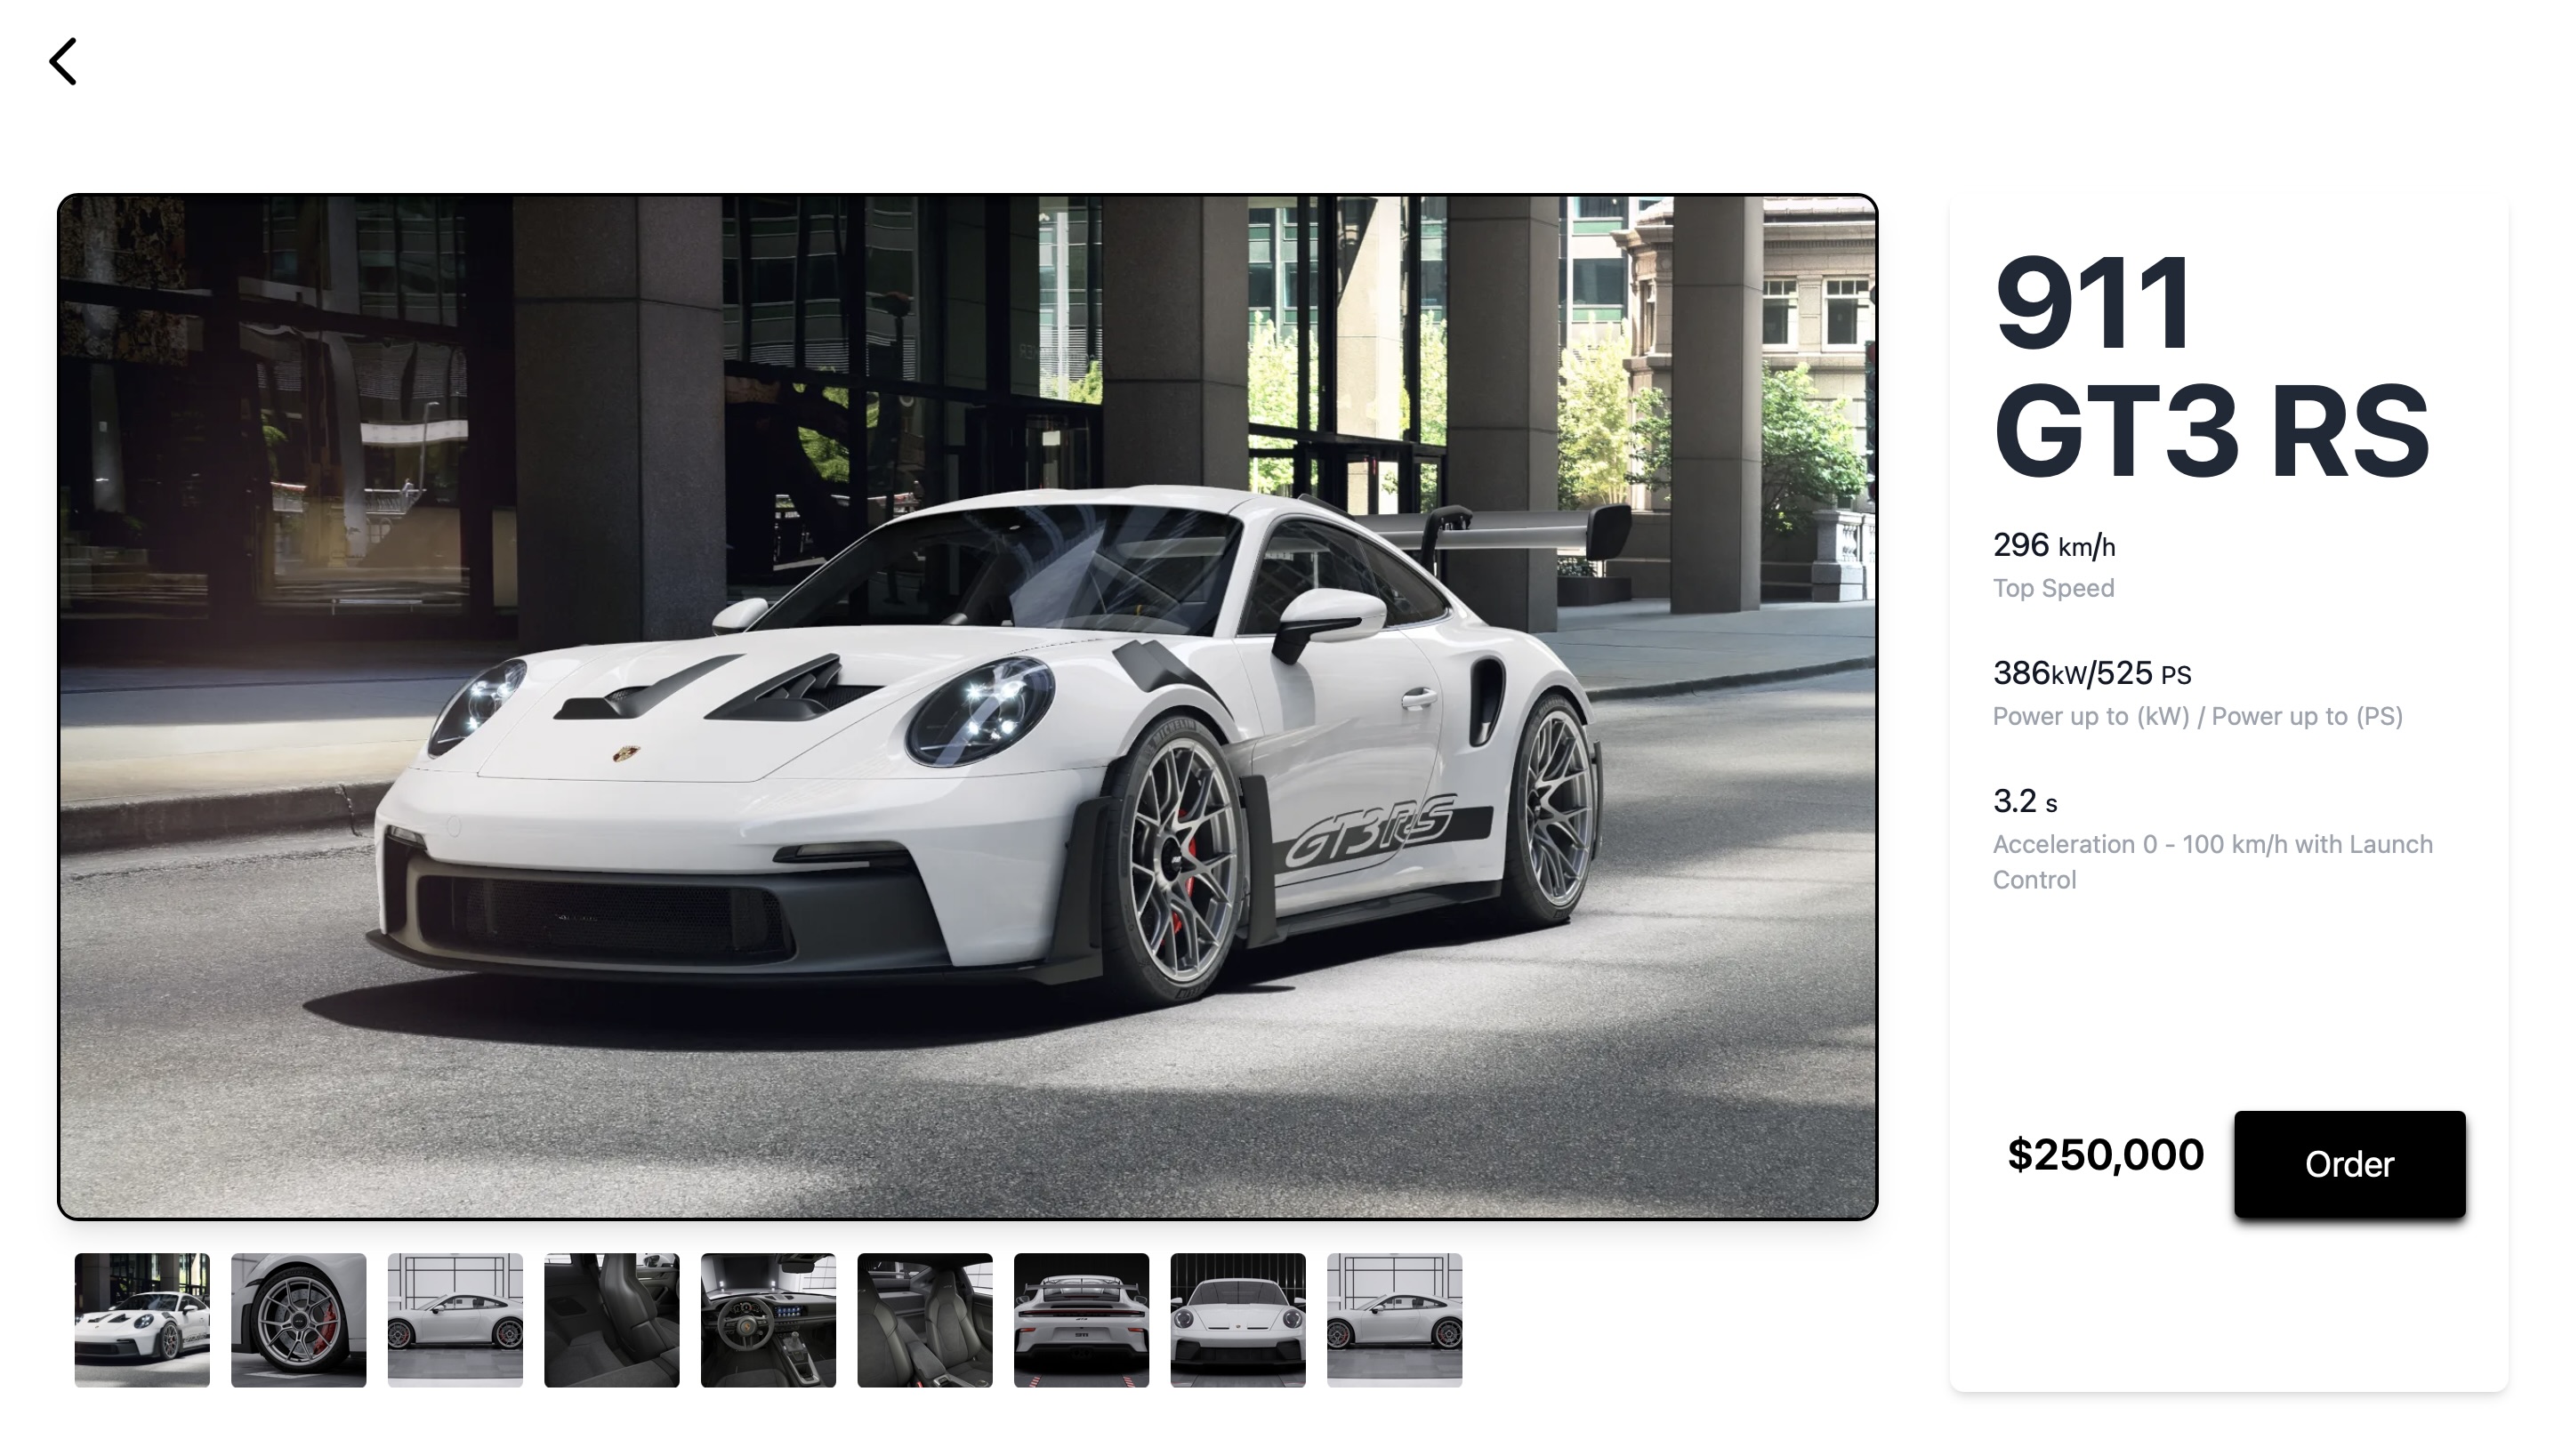 911
GT3 RS
296 km/h
Top Speed
386kW/525 PS
Power up to (kW) / Power up to (PS)
3.2 s
Acceleration 0 - 100 km/h with Launch
Control
GT3RS
$250,000
Order